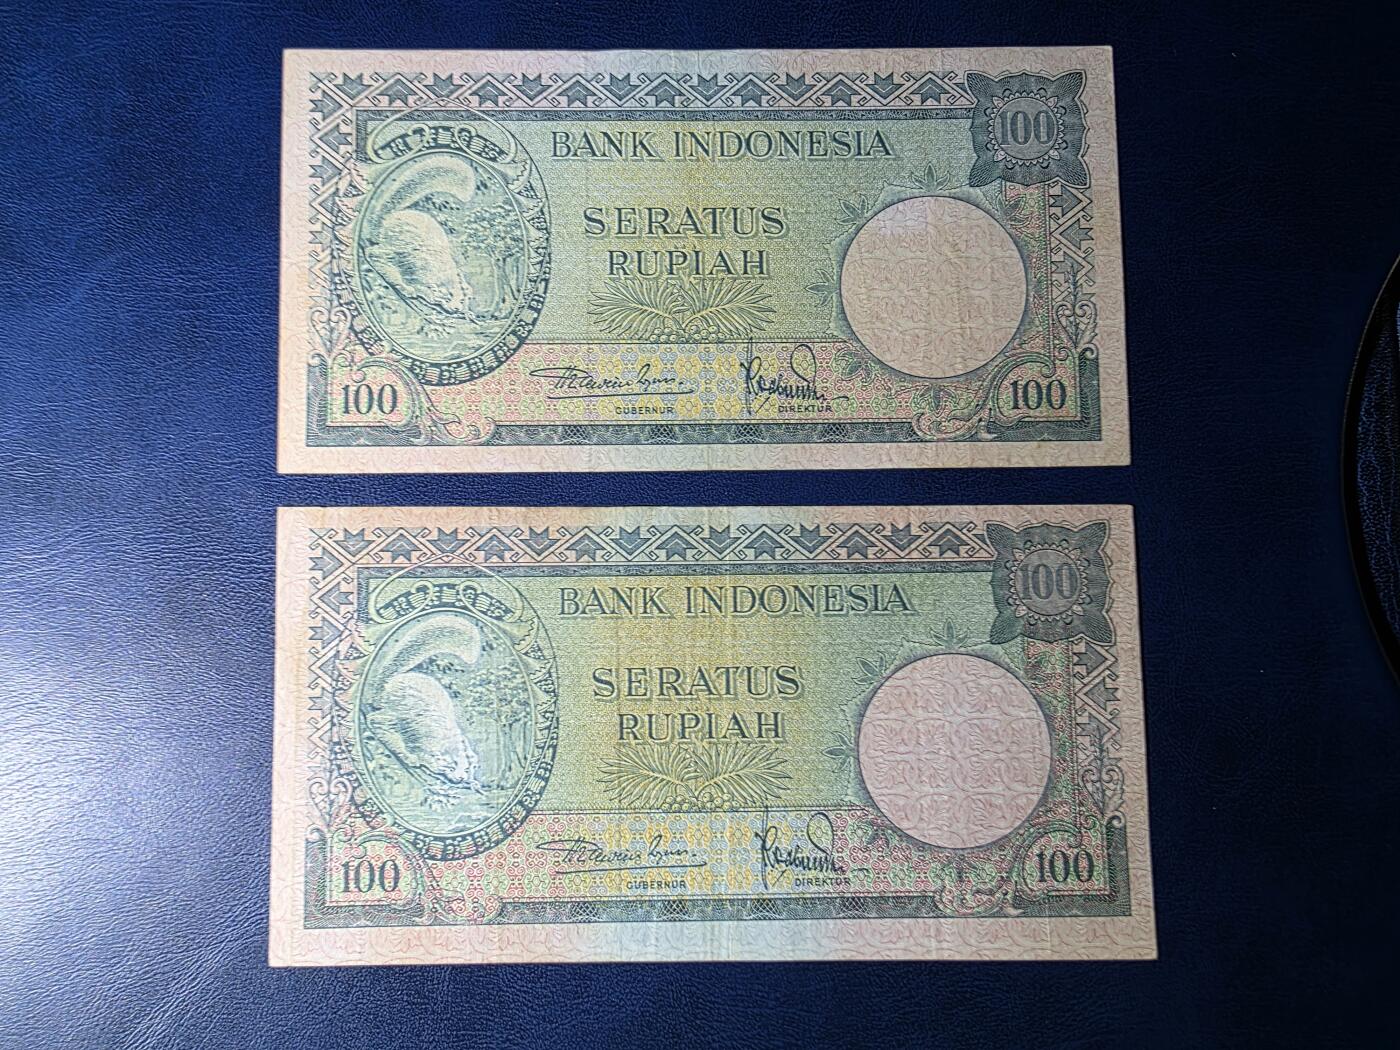 100
BANK INDONESIA
SERATUS
RUPIAH
GUBERNUR
DIREKTUR
100
100
100
BANK INDONESIA
SERATUS
RUPIAH
GUBERNUR
DIREKTUR
100
100